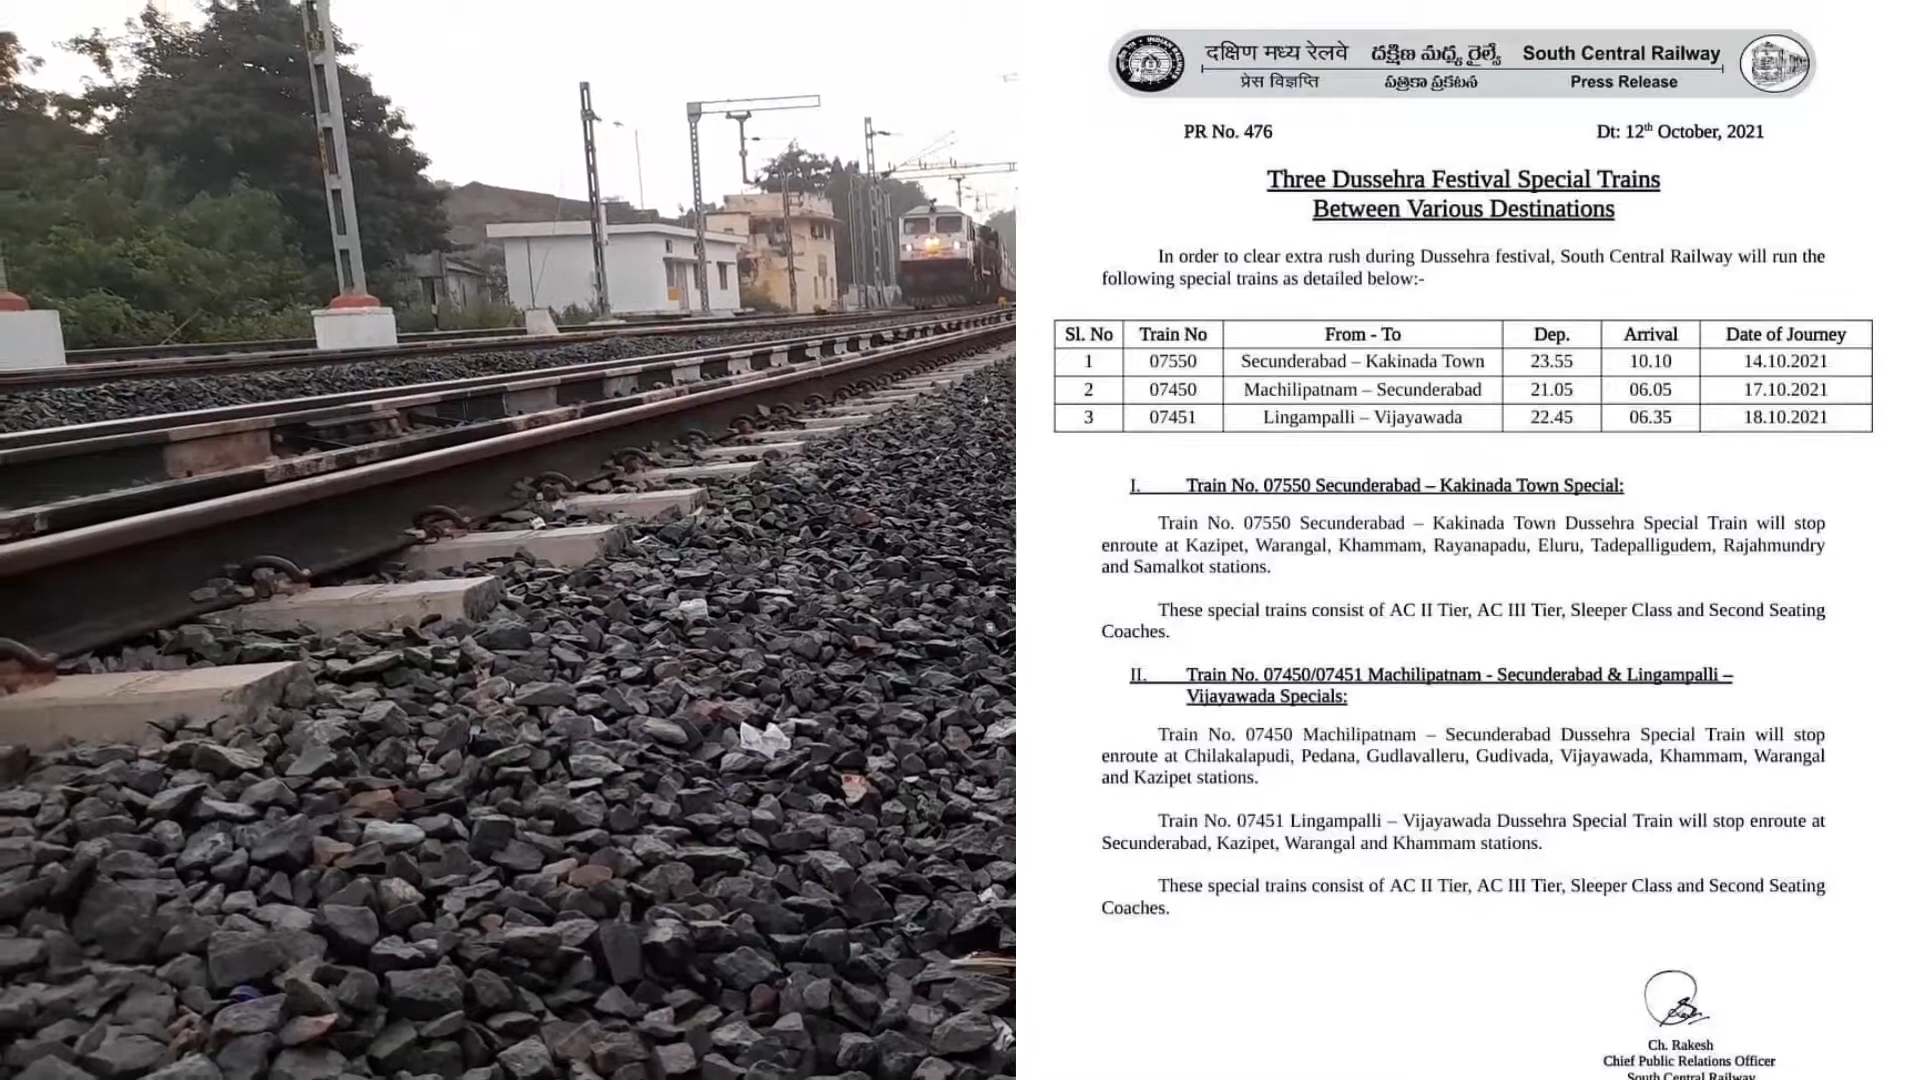 दक्षिण मध्य रेलवे దక్షిణ మధ్య రైల్వే South Central Railway
प्रेस विज्ञप्ति పత్రికా ప్రకటన Press Release
PR No. 476 Dt: 12th October, 2021
Three Dussehra Festival Special Trains
Between Various Destinations
In order to clear extra rush during Dussehra festival, South Central Railway will run the
following special trains as detailed below:-
Sl. No Train No From - To Dep. Arrival Date of Journey
1 07550 Secunderabad – Kakinada Town 23.55 10.10 14.10.2021
2 07450 Machilipatnam – Secunderabad 21.05 06.05 17.10.2021
3 07451 Lingampalli – Vijayawada 22.45 06.35 18.10.2021
I. Train No. 07550 Secunderabad – Kakinada Town Special:
Train No. 07550 Secunderabad – Kakinada Town Dussehra Special Train will stop
enroute at Kazipet, Warangal, Khammam, Rayanapadu, Eluru, Tadepalligudem, Rajahmundry
and Samalkot stations.
These special trains consist of AC II Tier, AC III Tier, Sleeper Class and Second Seating
Coaches.
II. Train No. 07450/07451 Machilipatnam - Secunderabad & Lingampalli –
Vijayawada Specials:
Train No. 07450 Machilipatnam – Secunderabad Dussehra Special Train will stop
enroute at Chilakalapudi, Pedana, Gudlavalleru, Gudivada, Vijayawada, Khammam, Warangal
and Kazipet stations.
Train No. 07451 Lingampalli – Vijayawada Dussehra Special Train will stop enroute at
Secunderabad, Kazipet, Warangal and Khammam stations.
These special trains consist of AC II Tier, AC III Tier, Sleeper Class and Second Seating
Coaches.
Ch. Rakesh
Chief Public Relations Officer
South Central Railway